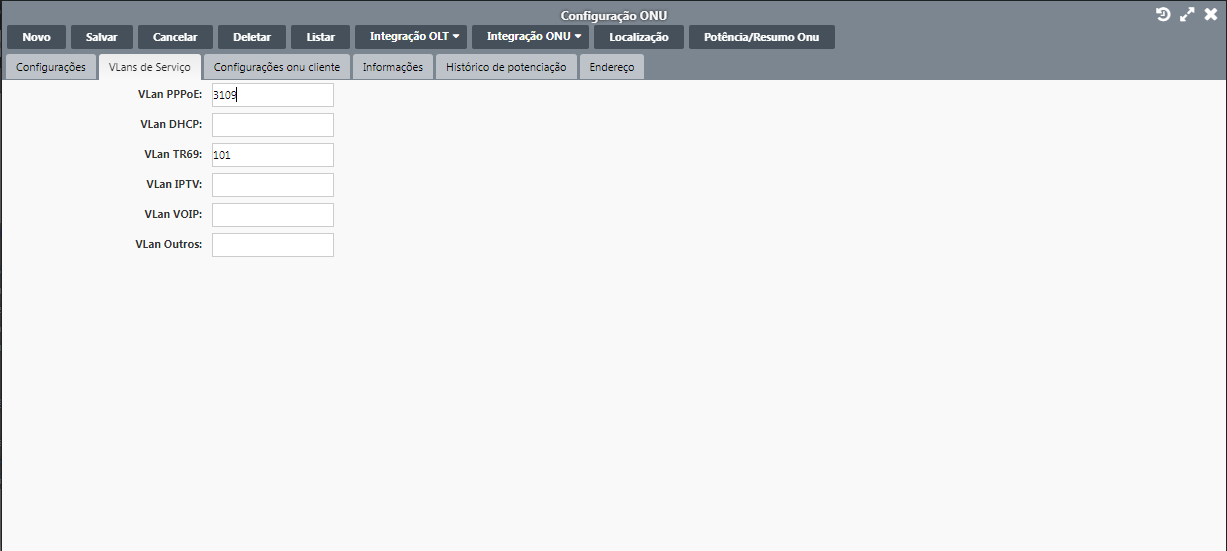 Configuração ONU
Novo Salvar Cancelar Deletar Listar Integração OLT Integração ONU Localização Potência/Resumo Onu
Configurações VLans de Serviço Configurações onu cliente Informações Histórico de potenciação Endereço
VLan PPPoE: 3109
VLan DHCP:
VLan TR69: 101
VLan IPTV:
VLan VOIP:
VLan Outros: